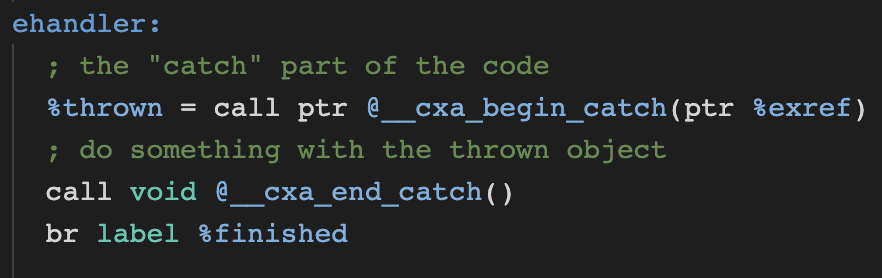 ehandler:
; the "catch" part of the code
%thrown = call ptr @__cxa_begin_catch(ptr %exref)
; do something with the thrown object
call void @__cxa_end_catch()
br label %finished